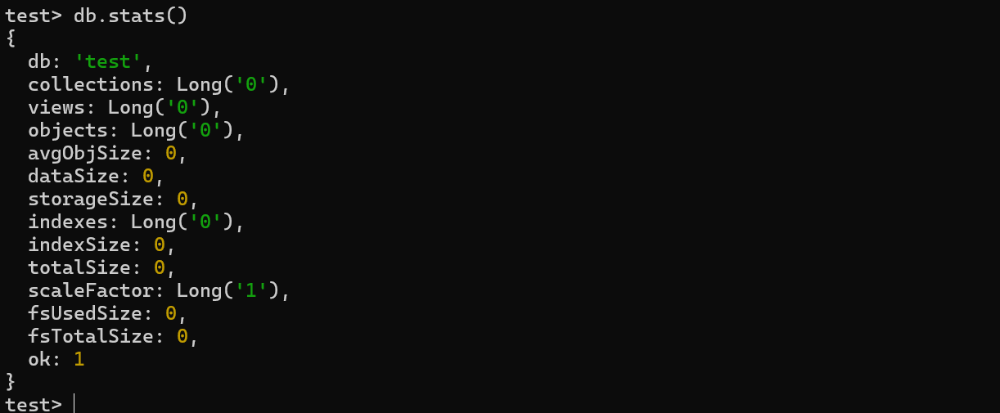 test> db.stats()
{
  db: 'test',
  collections: Long('0'),
  views: Long('0'),
  objects: Long('0'),
  avgObjSize: 0,
  dataSize: 0,
  storageSize: 0,
  indexes: Long('0'),
  indexSize: 0,
  totalSize: 0,
  scaleFactor: Long('1'),
  fsUsedSize: 0,
  fsTotalSize: 0,
  ok: 1
}
test>